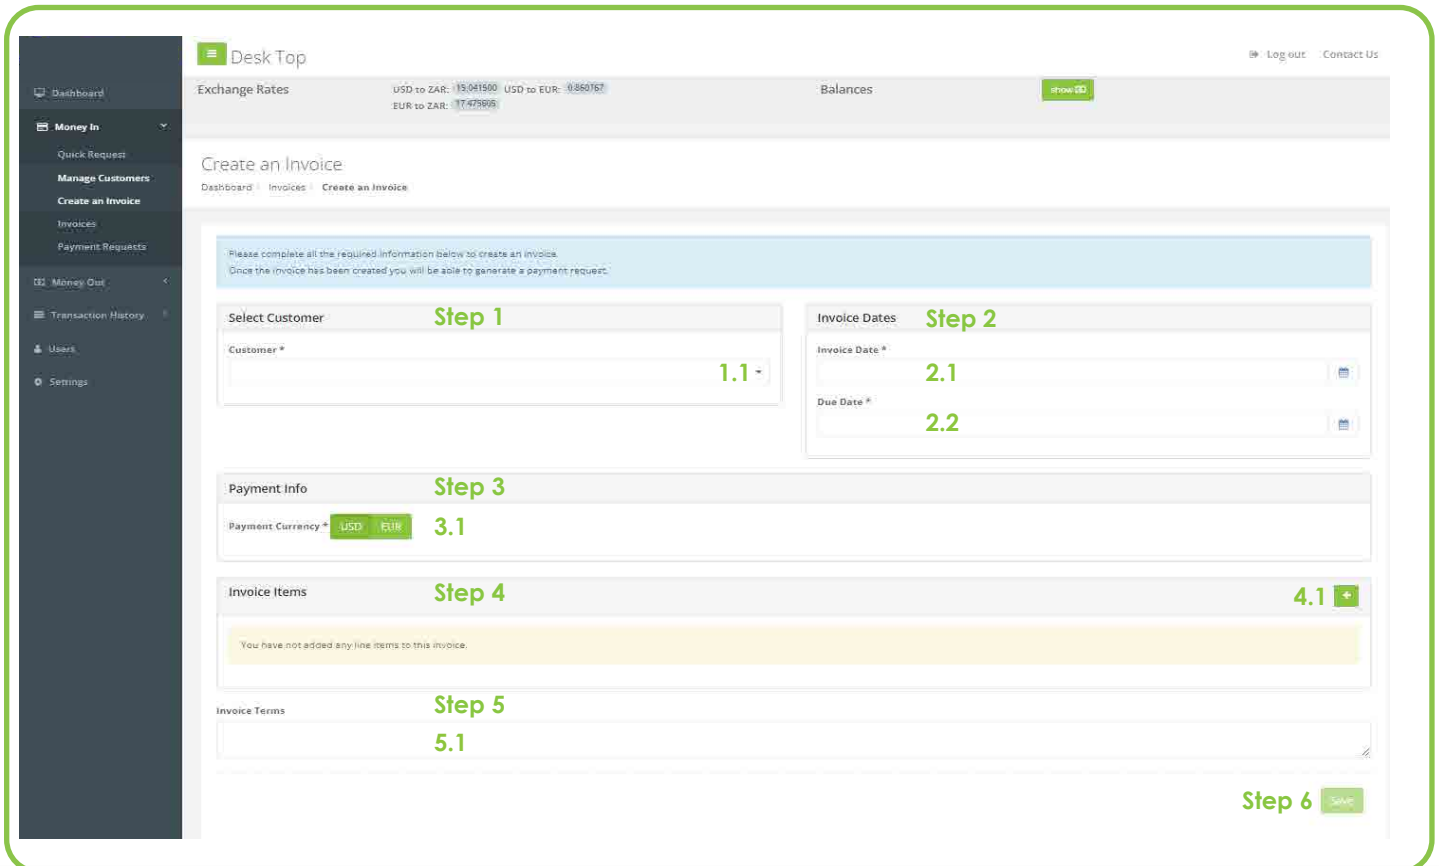 Desk Top
Log out Contact Us
Exchange Rates USD to ZAR: 15.041500 USD to EUR: 0.860767 Balances show
EUR to ZAR: 17.475605
Dashboard
Money In
Quick Request
Manage Customers
Create an Invoice
Invoices
Payment Requests
Money Out
Transaction History
Users
Settings
Create an Invoice
Dashboard Invoices Create an Invoice
Please complete all the required information below to create an invoice.
Once the invoice has been created you will be able to generate a payment request.
Select Customer Step 1
Customer *
1.1
Invoice Dates Step 2
Invoice Date *
2.1
Due Date *
2.2
Payment Info Step 3
Payment Currency * USD EUR 3.1
Invoice Items Step 4 4.1 +
You have not added any line items to this invoice.
Step 5
Invoice Terms
5.1
Step 6 Save